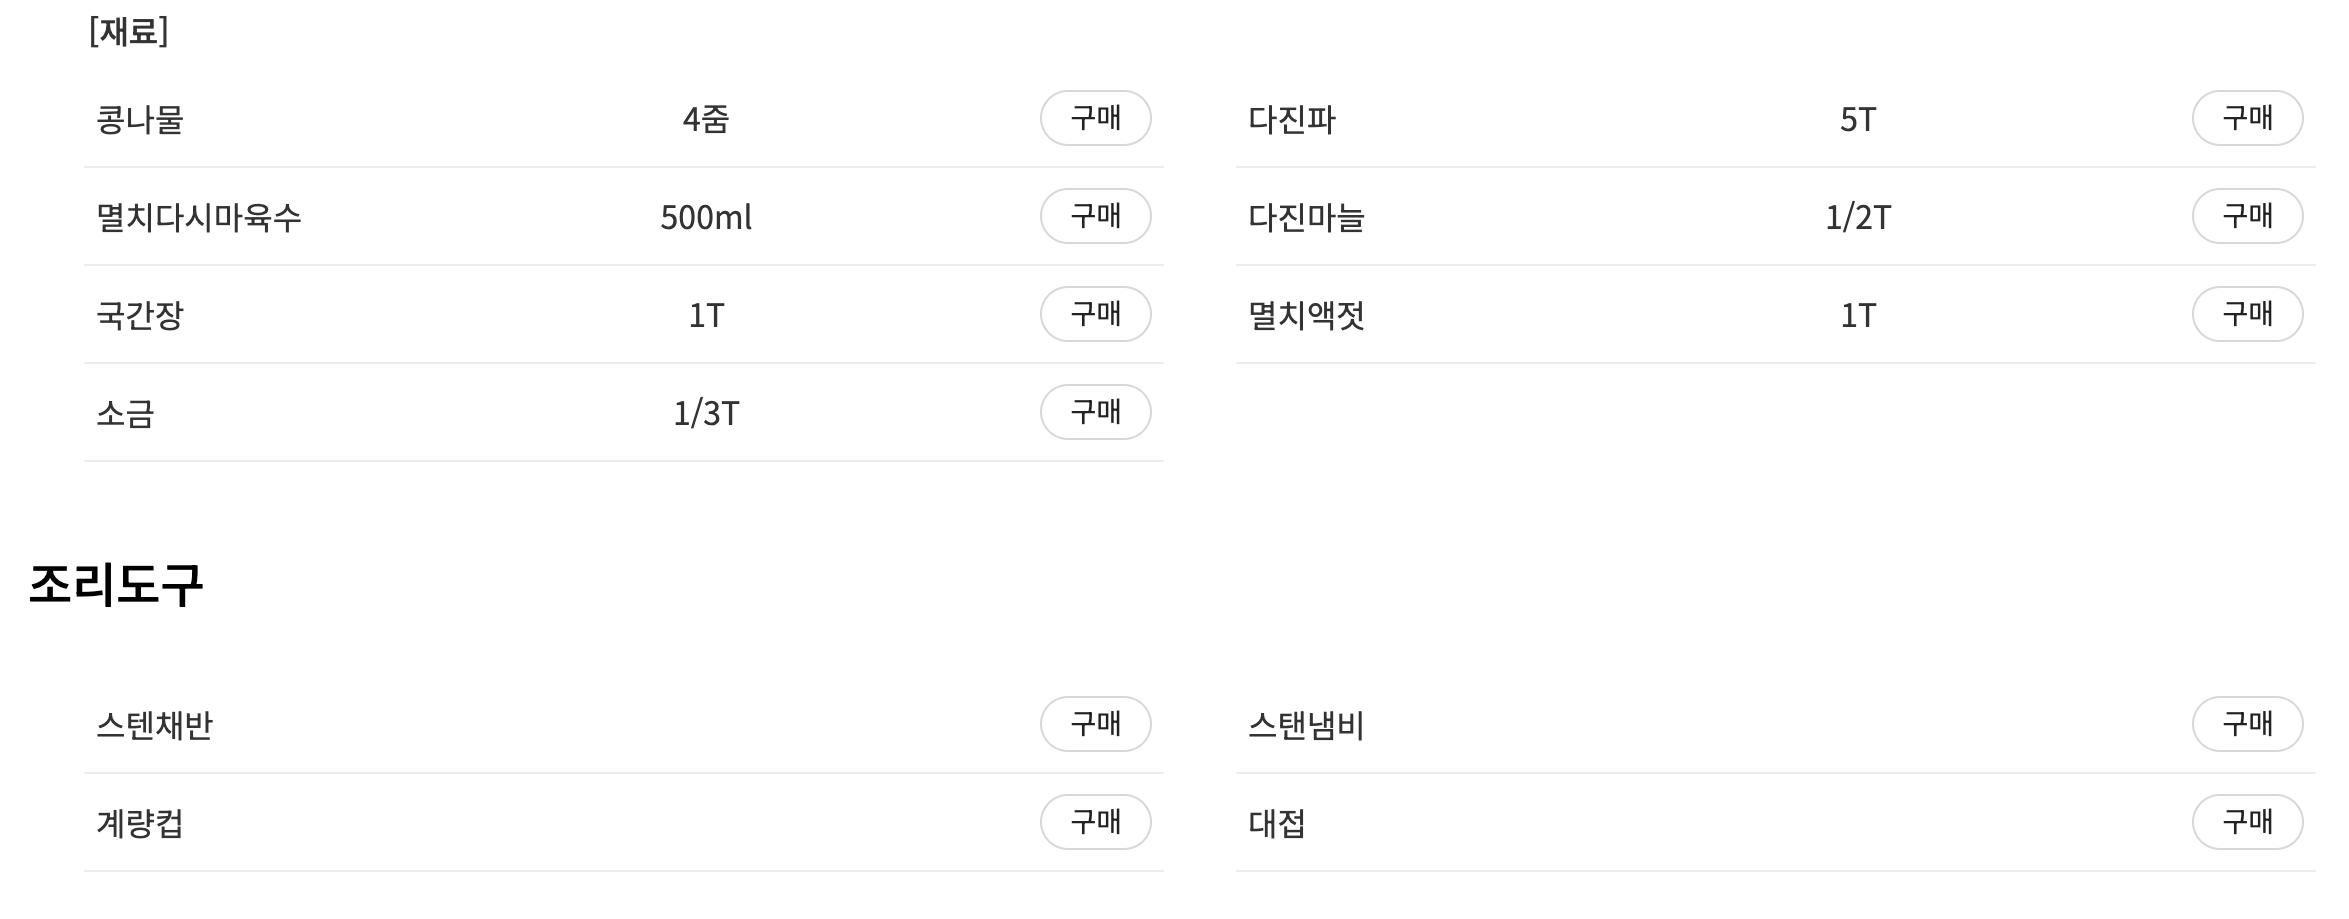 [재료]
콩나물 4줌 구매 다진파 5T 구매
멸치다시마육수 500ml 구매 다진마늘 1/2T 구매
국간장 1T 구매 멸치액젓 1T 구매
소금 1/3T 구매
조리도구
스텐채반 구매 스탠냄비 구매
계량컵 구매 대접 구매